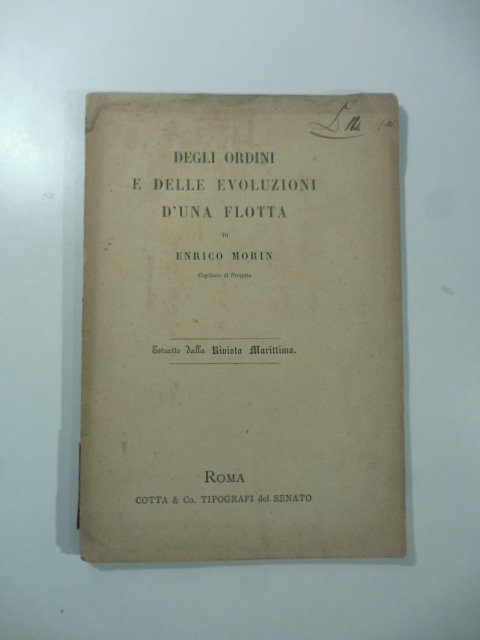 DEGLI ORDINI
E DELLE EVOLUZIONI
D'UNA FLOTTA
DI
ENRICO MORIN
Capitano di Fregata
Estratto dalla Rivista Marittima.
ROMA
COTTA & Co. TIPOGRAFI del SENATO